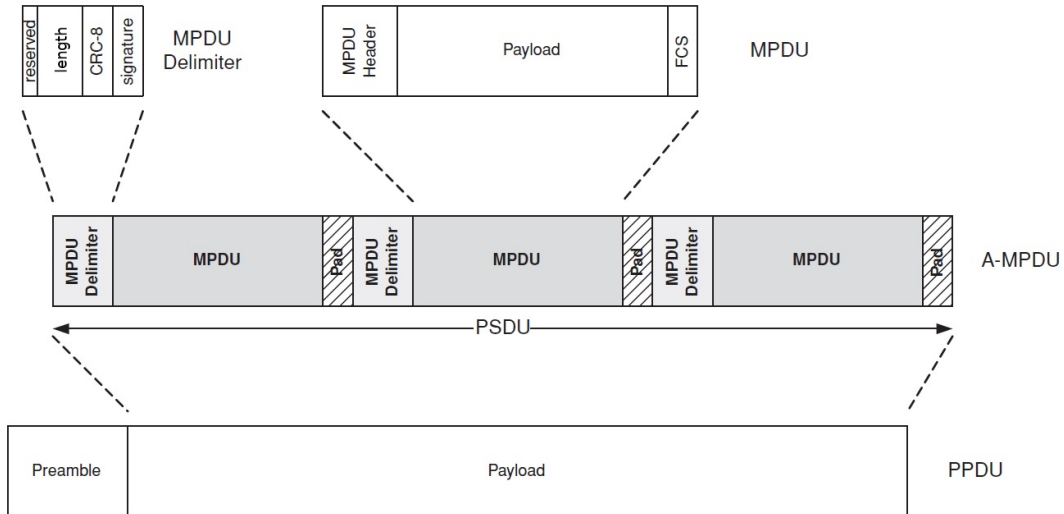 reserved
length
CRC-8
signature
MPDU
Delimiter
MPDU
Header
Payload
FCS
MPDU
MPDU
Delimiter
MPDU
Pad
MPDU
Delimiter
MPDU
Pad
MPDU
Delimiter
MPDU
Pad
A-MPDU
PSDU
Preamble
Payload
PPDU